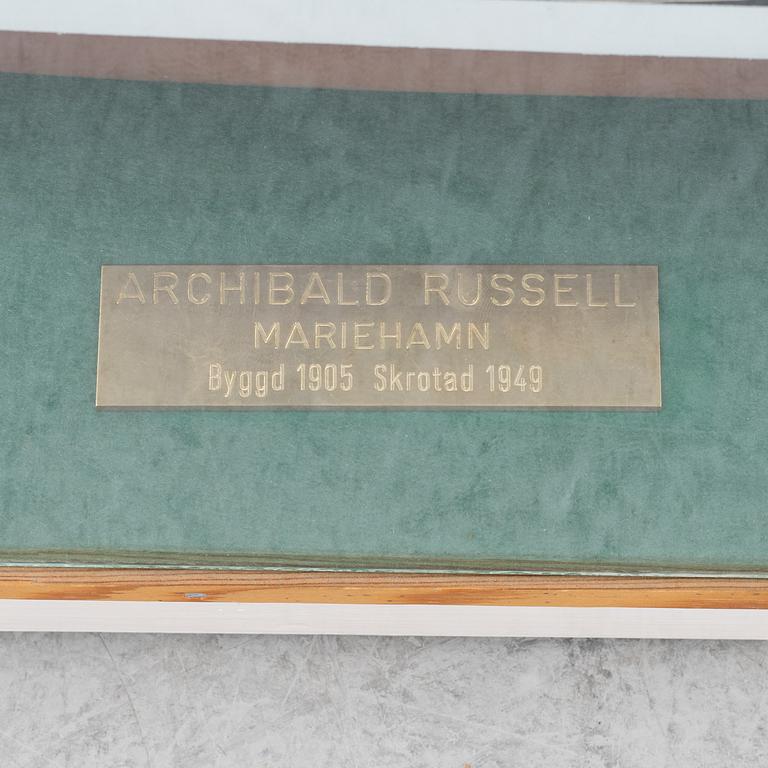 ARCHIBALD RUSSELL
MARIEHAMN
Byggd 1905 Skrotad 1949